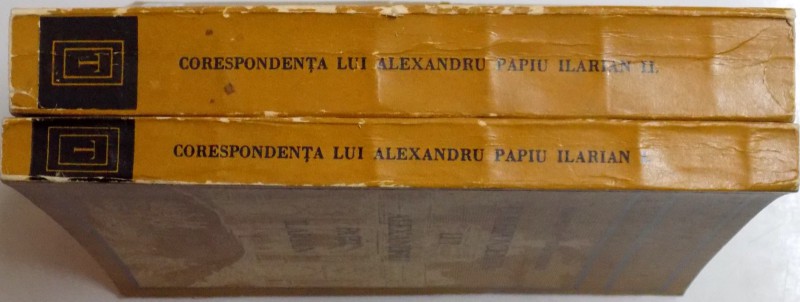 CORESPONDENȚA LUI ALEXANDRU PAPIU ILARIAN II.
CORESPONDENȚA LUI ALEXANDRU PAPIU ILARIAN